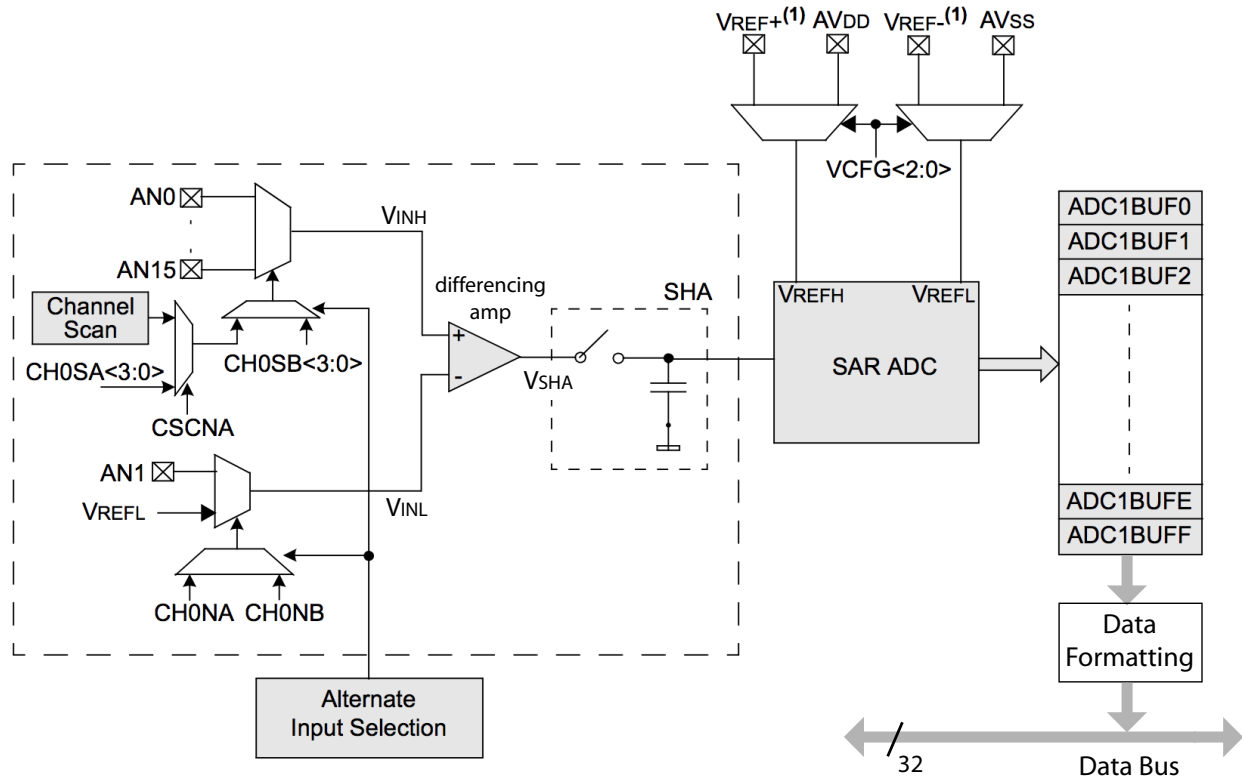 VREF+(1) AVDD VREF-(1) AVSS
VCFG<2:0>
AN0
AN15
VINH
Channel
Scan
CH0SA<3:0>
CH0SB<3:0>
CSCNA
AN1
VREFL
VINL
CH0NA CH0NB
differencing
amp
+
-
VSHA
SHA
VREFH VREFL
SAR ADC
ADC1BUF0
ADC1BUF1
ADC1BUF2
ADC1BUFE
ADC1BUFF
Data
Formatting
Alternate
Input Selection
32
Data Bus